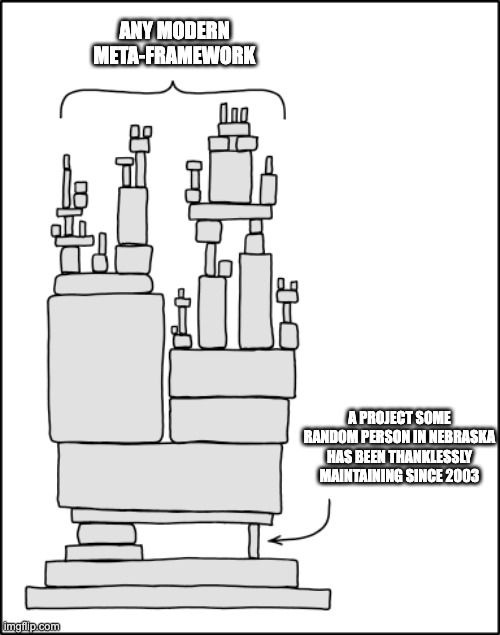 ANY MODERN
META-FRAMEWORK
A PROJECT SOME
RANDOM PERSON IN NEBRASKA
HAS BEEN THANKLESSLY
MAINTAINING SINCE 2003
imgflip.com